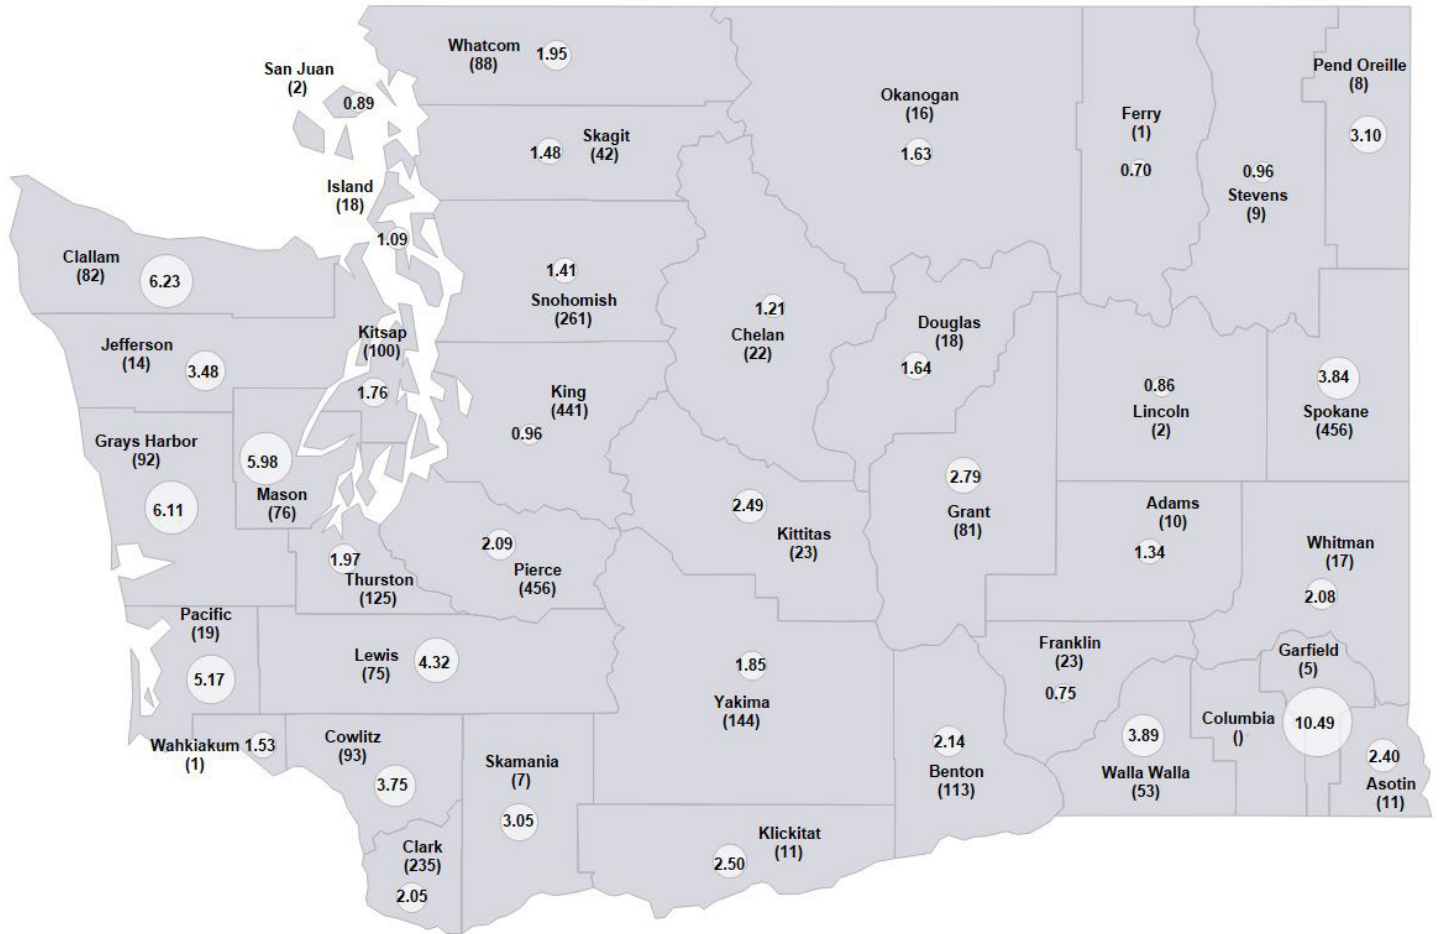 Whatcom
(88)
1.95
San Juan
(2)
0.89
Okanogan
(16)
1.63
Ferry
(1)
0.70
Pend Oreille
(8)
3.10
Skagit
(42)
1.48
0.96
Stevens
(9)
Island
(18)
1.09
Clallam
(82)
6.23
1.41
Snohomish
(261)
1.21
Chelan
(22)
Douglas
(18)
1.64
Jefferson
(14)
3.48
Kitsap
(100)
1.76
King
(441)
0.96
0.86
Lincoln
(2)
3.84
Spokane
(456)
Grays Harbor
(92)
6.11
5.98
Mason
(76)
2.49
Kittitas
(23)
2.79
Grant
(81)
Adams
(10)
1.34
Whitman
(17)
2.08
1.97
Thurston
(125)
2.09
Pierce
(456)
Pacific
(19)
5.17
Lewis
(75)
4.32
1.85
Yakima
(144)
Franklin
(23)
0.75
Garfield
(5)
10.49
Columbia
()
Wahkiakum 1.53
(1)
Cowlitz
(93)
3.75
Skamania
(7)
3.05
2.14
Benton
(113)
3.89
Walla Walla
(53)
2.40
Asotin
(11)
Clark
(235)
2.05
Klickitat
(11)
2.50